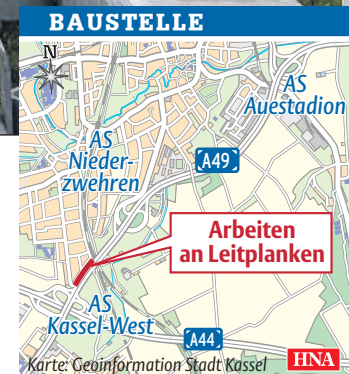 BAUSTELLE
N
AS
Auestadion
AS
Nieder-
zwehren
A49
Arbeiten
an Leitplanken
AS
Kassel-West
A44
Karte: Geoinformation Stadt Kassel
HNA